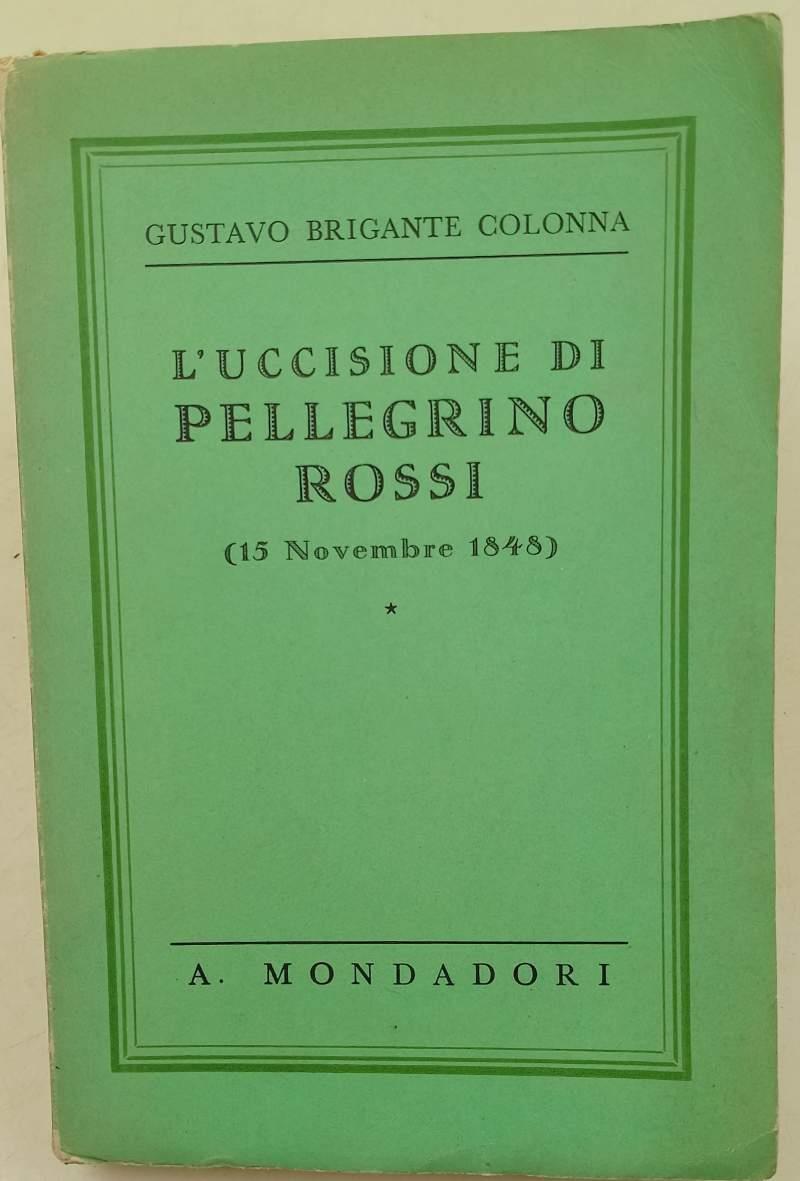 GUSTAVO BRIGANTE COLONNA
L'UCCISIONE DI
PELLEGRINO
ROSSI
(15 Novembre 1848)
*
A. MONDADORI